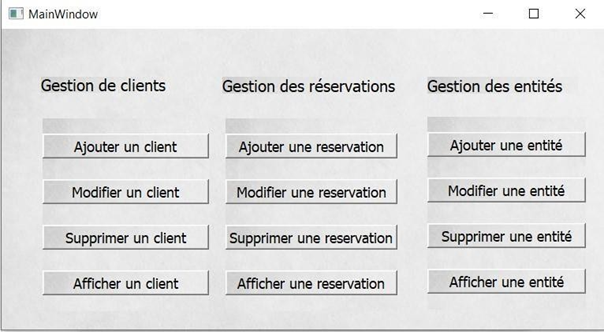 MainWindow
Gestion de clients
Ajouter un client
Modifier un client
Supprimer un client
Afficher un client
Gestion des réservations
Ajouter une reservation
Modifier une reservation
Supprimer une reservation
Afficher une reservation
Gestion des entités
Ajouter une entité
Modifier une entité
Supprimer une entité
Afficher une entité